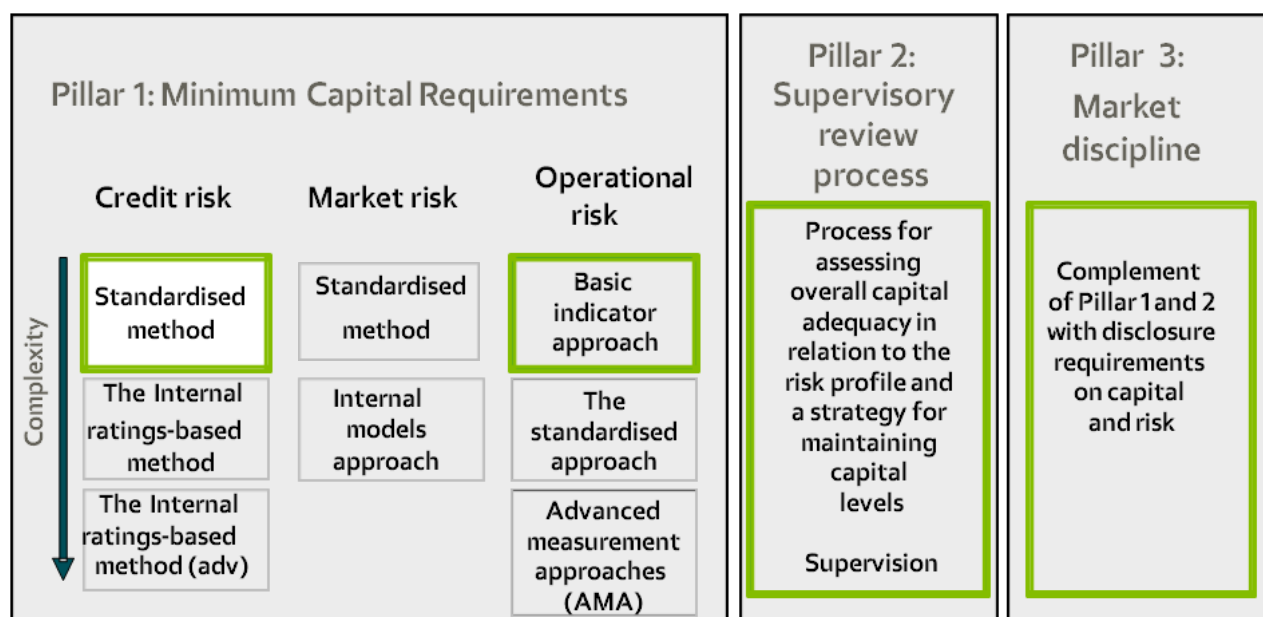 Pillar 1: Minimum Capital Requirements
Credit risk
Market risk
Operational
risk
Complexity
Standardised
method
Standardised
method
Basic
indicator
approach
The Internal
ratings-based
method
Internal
models
approach
The
standardised
approach
The Internal
ratings-based
method (adv)
Advanced
measurement
approaches
(AMA)
Pillar 2:
Supervisory
review
process
Process for
assessing
overall capital
adequacy in
relation to the
risk profile and
a strategy for
maintaining
capital
levels
Supervision
Pillar 3:
Market
discipline
Complement
of Pillar 1 and 2
with disclosure
requirements
on capital
and risk